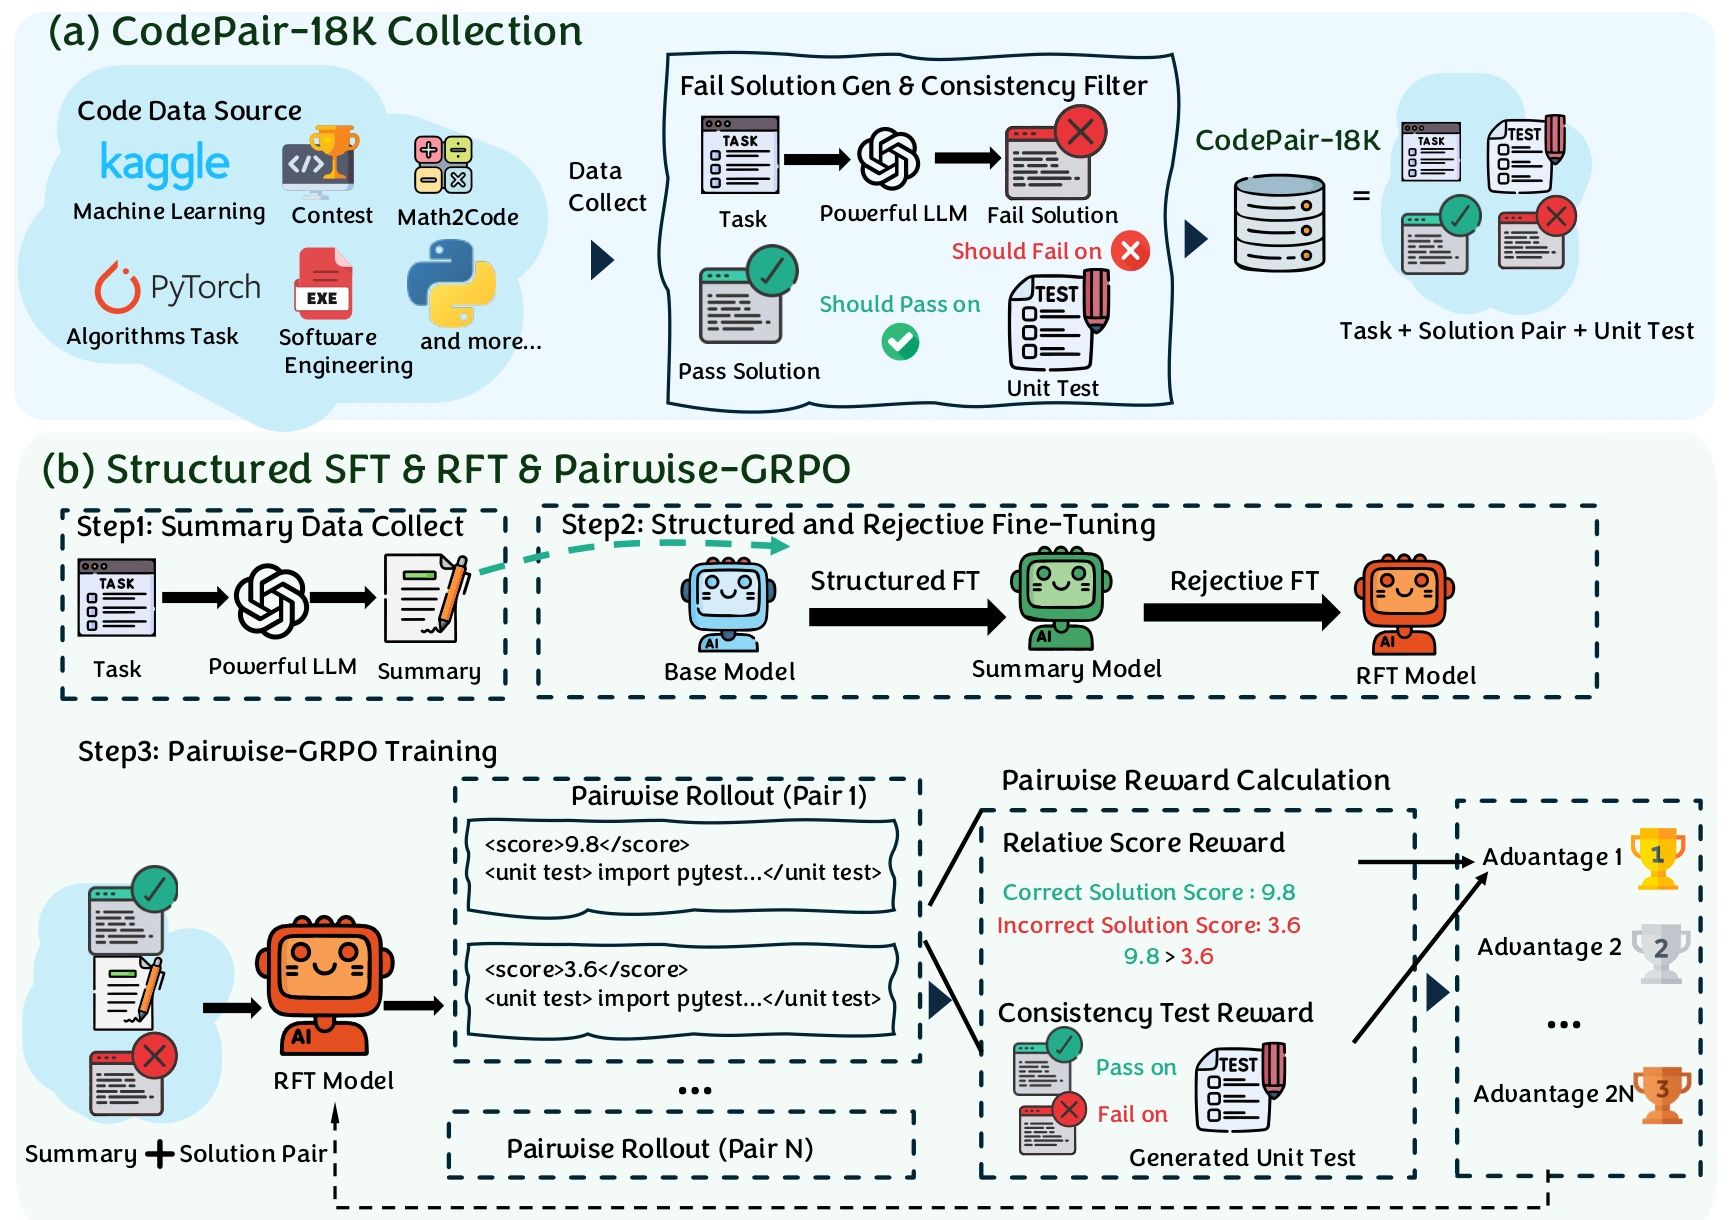 (a) CodePair-18K Collection
Code Data Source
kaggle
Machine Learning
Contest
Math2Code
PyTorch
Algorithms Task
EXE
Software
Engineering
and more...
Data
Collect
Fail Solution Gen & Consistency Filter
TASK
Task
Powerful LLM
Fail Solution
Should Fail on
Should Pass on
TEST
Pass Solution
Unit Test
CodePair-18K
=
TASK
TEST
Task + Solution Pair + Unit Test
(b) Structured SFT & RFT & Pairwise-GRPO
Step1: Summary Data Collect
TASK
Task
Powerful LLM
Summary
Step2: Structured and Rejective Fine-Tuning
AI
Base Model
Structured FT
AI
Summary Model
Rejective FT
AI
RFT Model
Step3: Pairwise-GRPO Training
Summary + Solution Pair
AI
RFT Model
Pairwise Rollout (Pair 1)
<score>9.8</score>
<unit test> import pytest...</unit test>
<score>3.6</score>
<unit test> import pytest...</unit test>
...
Pairwise Rollout (Pair N)
Pairwise Reward Calculation
Relative Score Reward
Correct Solution Score : 9.8
Incorrect Solution Score: 3.6
9.8 > 3.6
Consistency Test Reward
Pass on
Fail on
TEST
Generated Unit Test
Advantage 1
1
Advantage 2
2
...
Advantage 2N
3